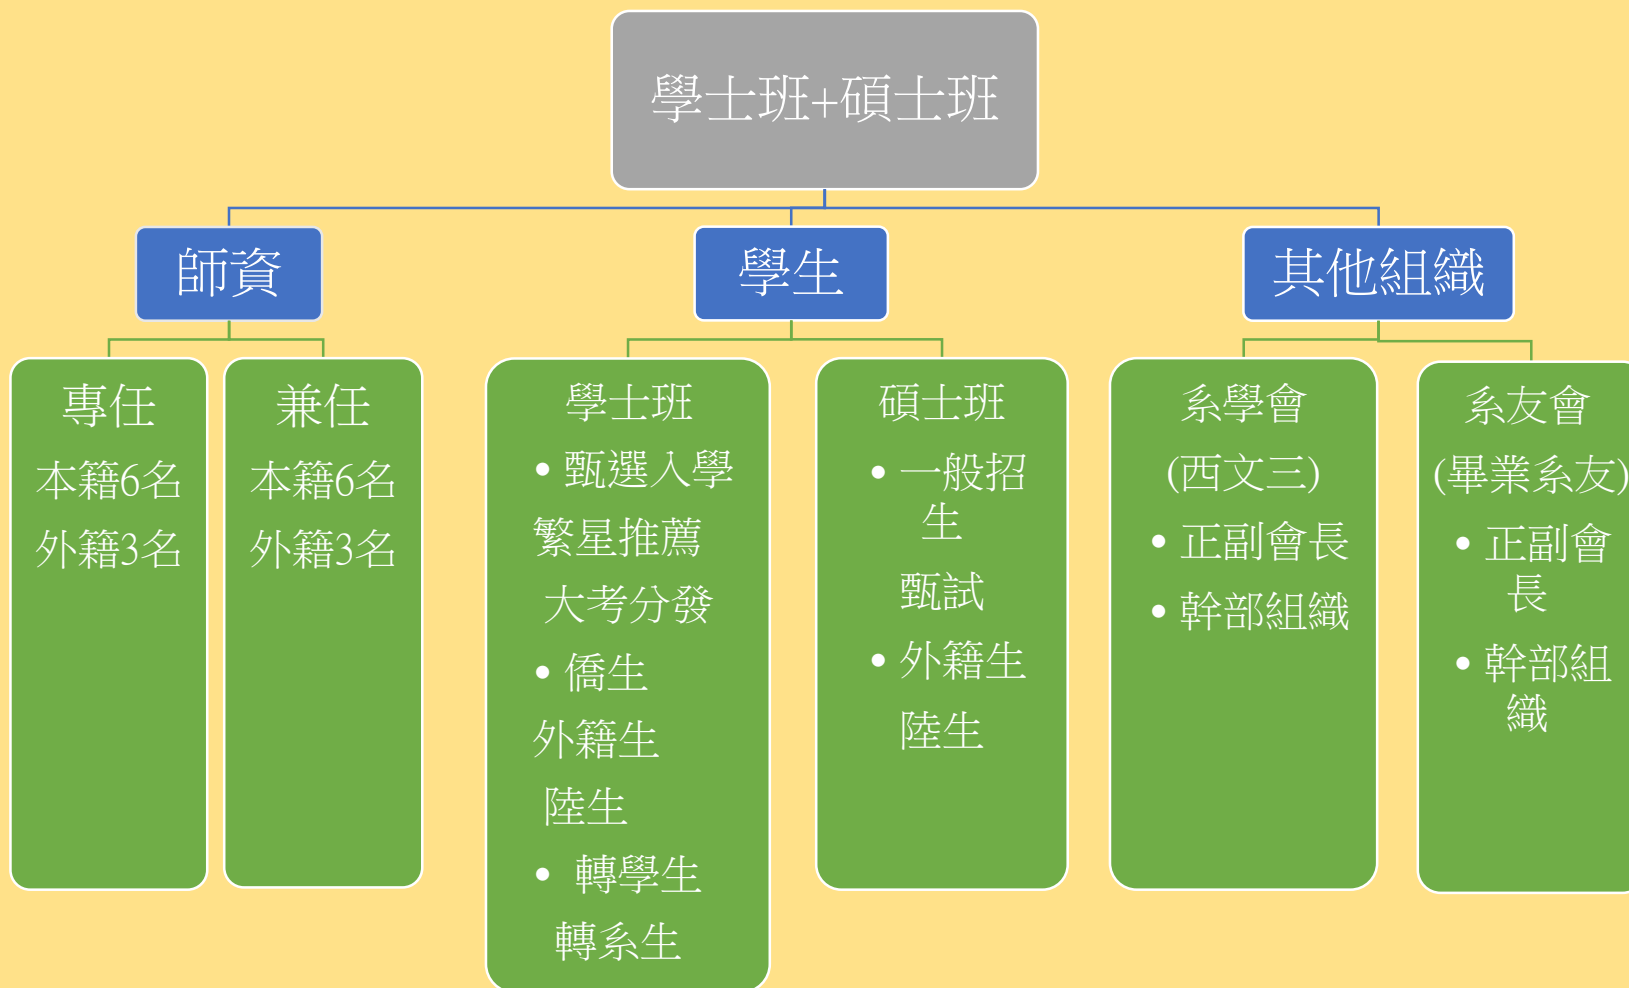 學士班+碩士班
師資
學生
其他組織
專任
本籍6名
外籍3名
兼任
本籍6名
外籍3名
學士班
• 甄選入學
繁星推薦
大考分發
• 僑生
外籍生
陸生
• 轉學生
轉系生
碩士班
• 一般招
生
甄試
• 外籍生
陸生
系學會
(西文三)
• 正副會長
• 幹部組織
系友會
(畢業系友)
• 正副會
長
• 幹部組
織